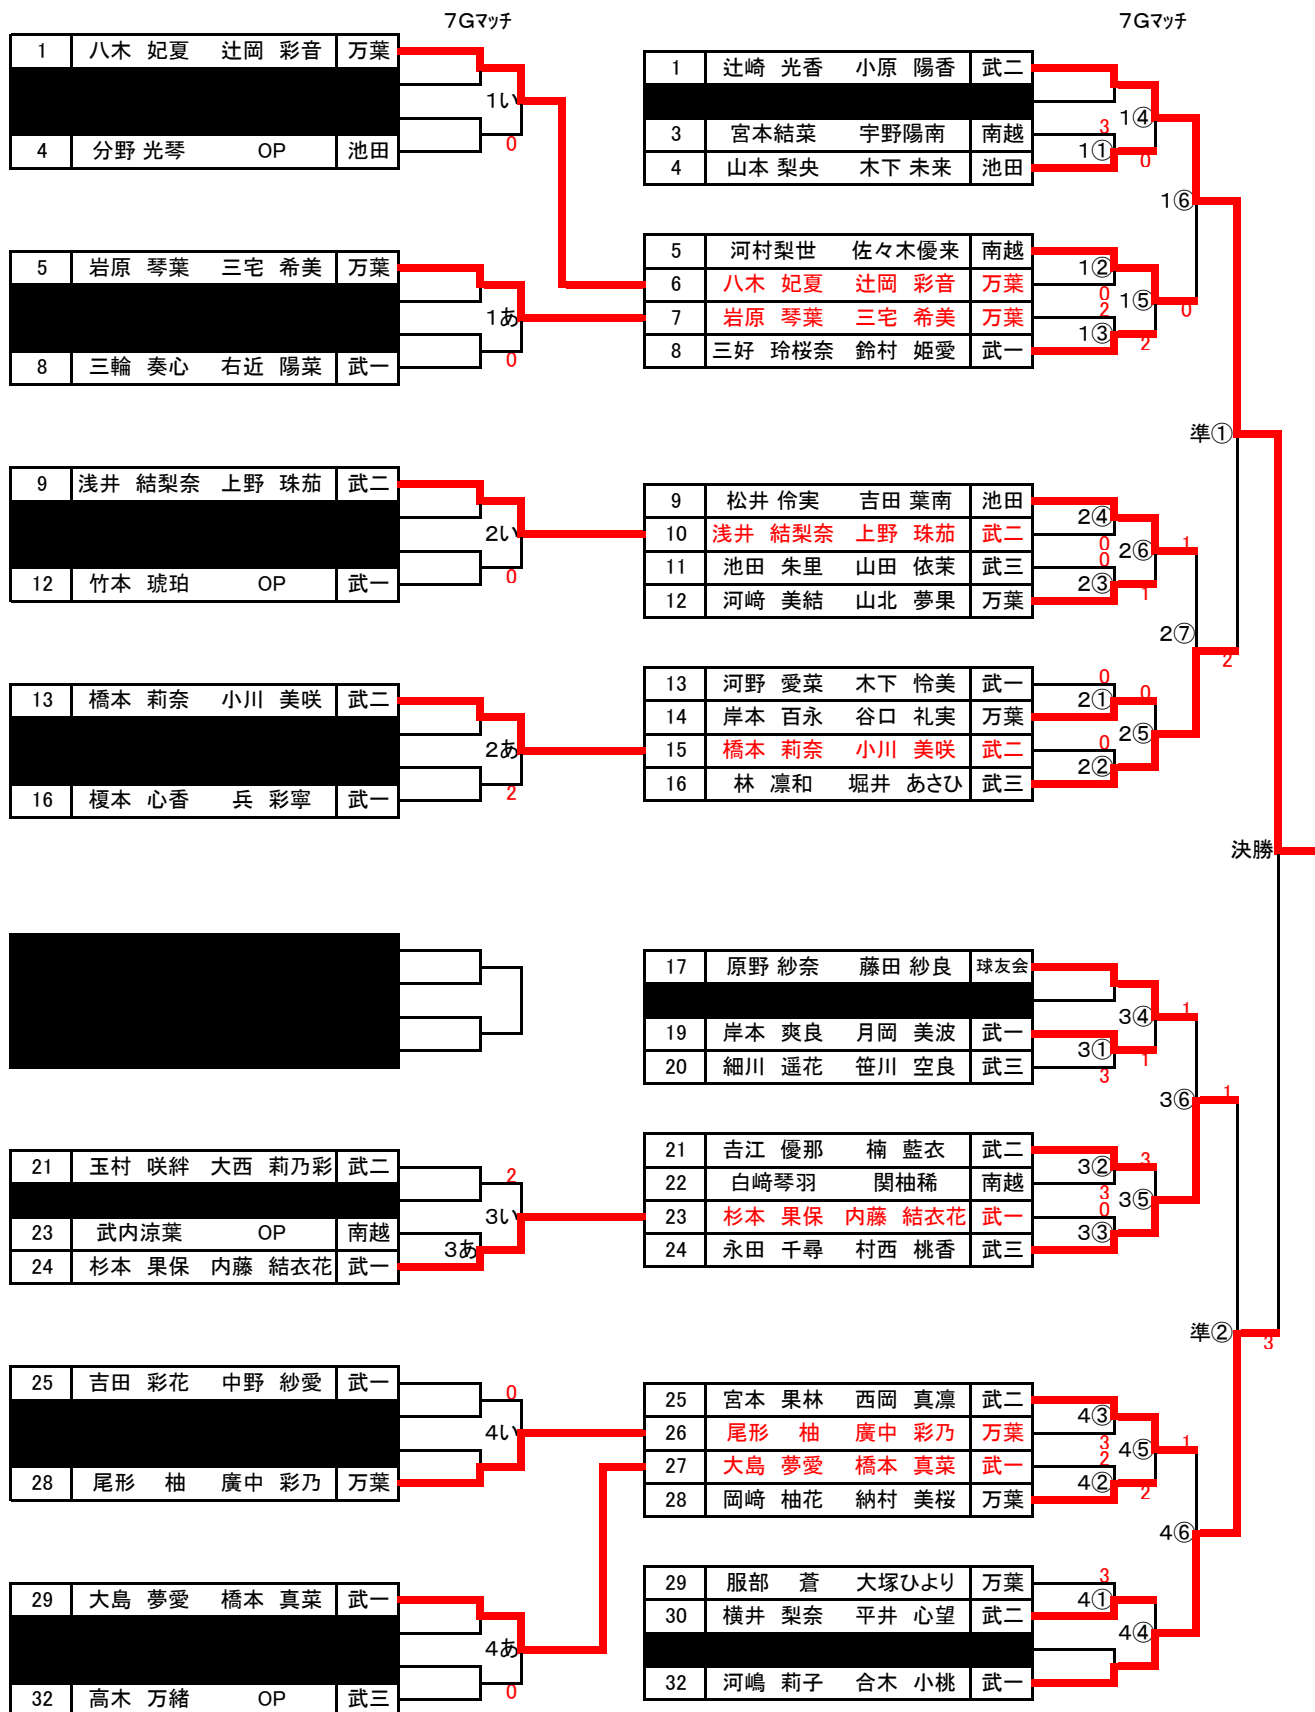 7Gマッチ
1 八木 妃夏 辻岡 彩音 万葉
1い
4 分野 光琴 OP 池田
0
5 岩原 琴葉 三宅 希美 万葉
1あ
8 三輪 奏心 右近 陽菜 武一
0
9 浅井 結梨奈 上野 珠茄 武二
2い
12 竹本 琥珀 OP 武一
0
13 橋本 莉奈 小川 美咲 武二
2あ
16 榎本 心香 兵 彩寧 武一
2
21 玉村 咲絆 大西 莉乃彩 武二
2
3い
23 武内涼葉 OP 南越
3あ
24 杉本 果保 内藤 結衣花 武一
25 吉田 彩花 中野 紗愛 武一
0
4い
28 尾形 柚 廣中 彩乃 万葉
29 大島 夢愛 橋本 真菜 武一
4あ
32 高木 万緒 OP 武三
0
7Gマッチ
1 辻崎 光香 小原 陽香 武二
1④
3 宮本結菜 宇野陽南 南越
3
1①
0
4 山本 梨央 木下 未来 池田
1⑥
5 河村梨世 佐々木優来 南越
1②
6 八木 妃夏 辻岡 彩音 万葉
0
1⑤
0
7 岩原 琴葉 三宅 希美 万葉
2
1③
2
8 三好 玲桜奈 鈴村 姫愛 武一
準①
9 松井 伶実 吉田 葉南 池田
2④
10 浅井 結梨奈 上野 珠茄 武二
0
2⑥
1
11 池田 朱里 山田 依茉 武三
0
2③
1
12 河﨑 美結 山北 夢果 万葉
2⑦
2
13 河野 愛菜 木下 怜美 武一
0
2①
0
14 岸本 百永 谷口 礼実 万葉
2⑤
15 橋本 莉奈 小川 美咲 武二
0
2②
16 林 凛和 堀井 あさひ 武三
決勝
17 原野 紗奈 藤田 紗良 球友会
3④
1
19 岸本 爽良 月岡 美波 武一
3①
1
20 細川 遥花 笹川 空良 武三
3
3⑥
1
21 𠮷江 優那 楠 藍衣 武二
3②
3
22 白﨑琴羽 関柚稀 南越
3
3⑤
23 杉本 果保 内藤 結衣花 武一
0
3③
24 永田 千尋 村西 桃香 武三
準②
3
25 宮本 果林 西岡 真凛 武二
4③
26 尾形 柚 廣中 彩乃 万葉
3
4⑤
1
27 大島 夢愛 橋本 真菜 武一
2
4②
2
28 岡﨑 柚花 納村 美桜 万葉
4⑥
29 服部 蒼 大塚ひより 万葉
3
4①
30 横井 梨奈 平井 心望 武二
4④
32 河嶋 莉子 合木 小桃 武一